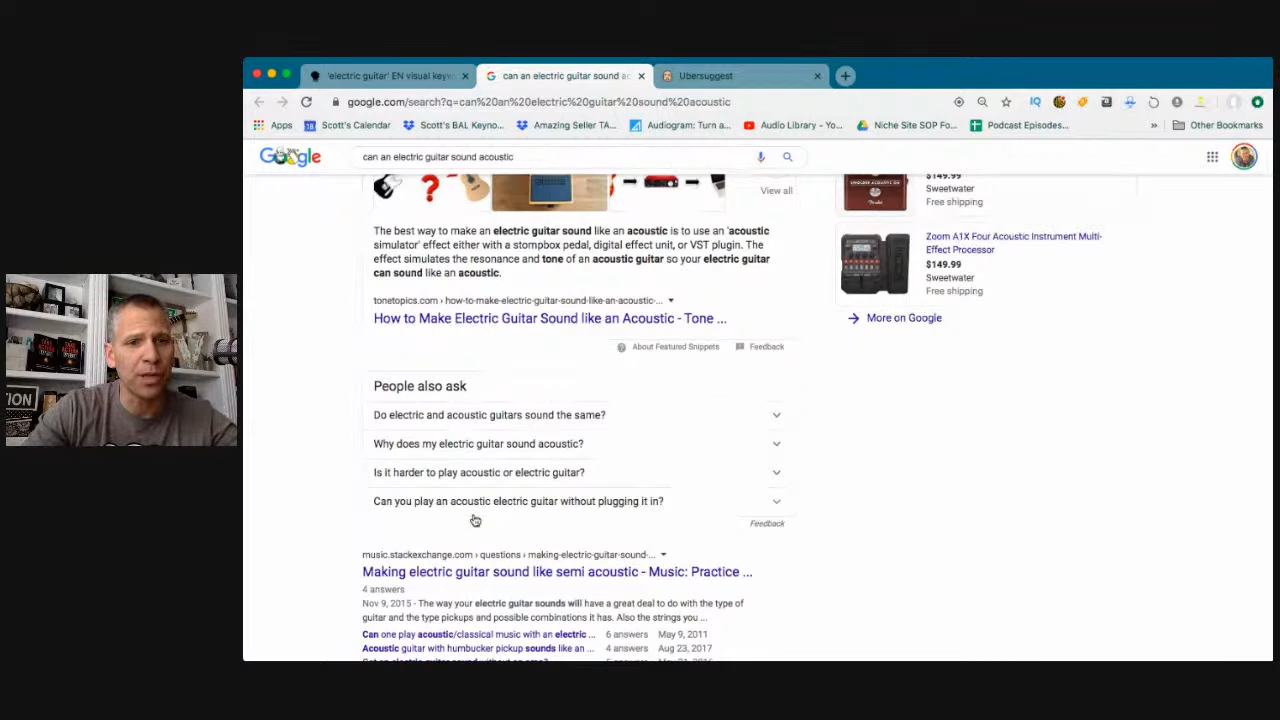 'electric guitar' EN visual keyw
can an electric guitar sound ac
Ubersuggest
google.com/search?q=can%20an%20electric%20guitar%20sound%20acoustic
IQ
Apps
Scott's Calendar
Scott's BAL Keyno...
Amazing Seller TA...
Audiogram: Turn a...
Audio Library - Yo...
Niche Site SOP Fo...
Podcast Episodes...
»
Other Bookmarks
can an electric guitar sound acoustic
View all
The best way to make an electric guitar sound like an acoustic is to use an 'acoustic
simulator' effect either with a stompbox pedal, digital effect unit, or VST plugin. The
effect simulates the resonance and tone of an acoustic guitar so your electric guitar
can sound like an acoustic.
tonetopics.com › how-to-make-electric-guitar-sound-like-an-acoustic-...
How to Make Electric Guitar Sound like an Acoustic - Tone ...
About Featured Snippets
Feedback
$149.99
Sweetwater
Free shipping
Zoom A1X Four Acoustic Instrument Multi-
Effect Processor
$149.99
Sweetwater
Free shipping
More on Google
People also ask
Do electric and acoustic guitars sound the same?
Why does my electric guitar sound acoustic?
Is it harder to play acoustic or electric guitar?
Can you play an acoustic electric guitar without plugging it in?
Feedback
music.stackexchange.com › questions › making-electric-guitar-sound-...
Making electric guitar sound like semi acoustic - Music: Practice ...
4 answers
Nov 9, 2015 - The way your electric guitar sounds will have a great deal to do with the type of
guitar and the type pickups and possible combinations it has. Also the strings you ...
Can one play acoustic/classical music with an electric ...
6 answers
May 9, 2011
Acoustic guitar with humbucker pickup sounds like an ...
4 answers
Aug 23, 2017